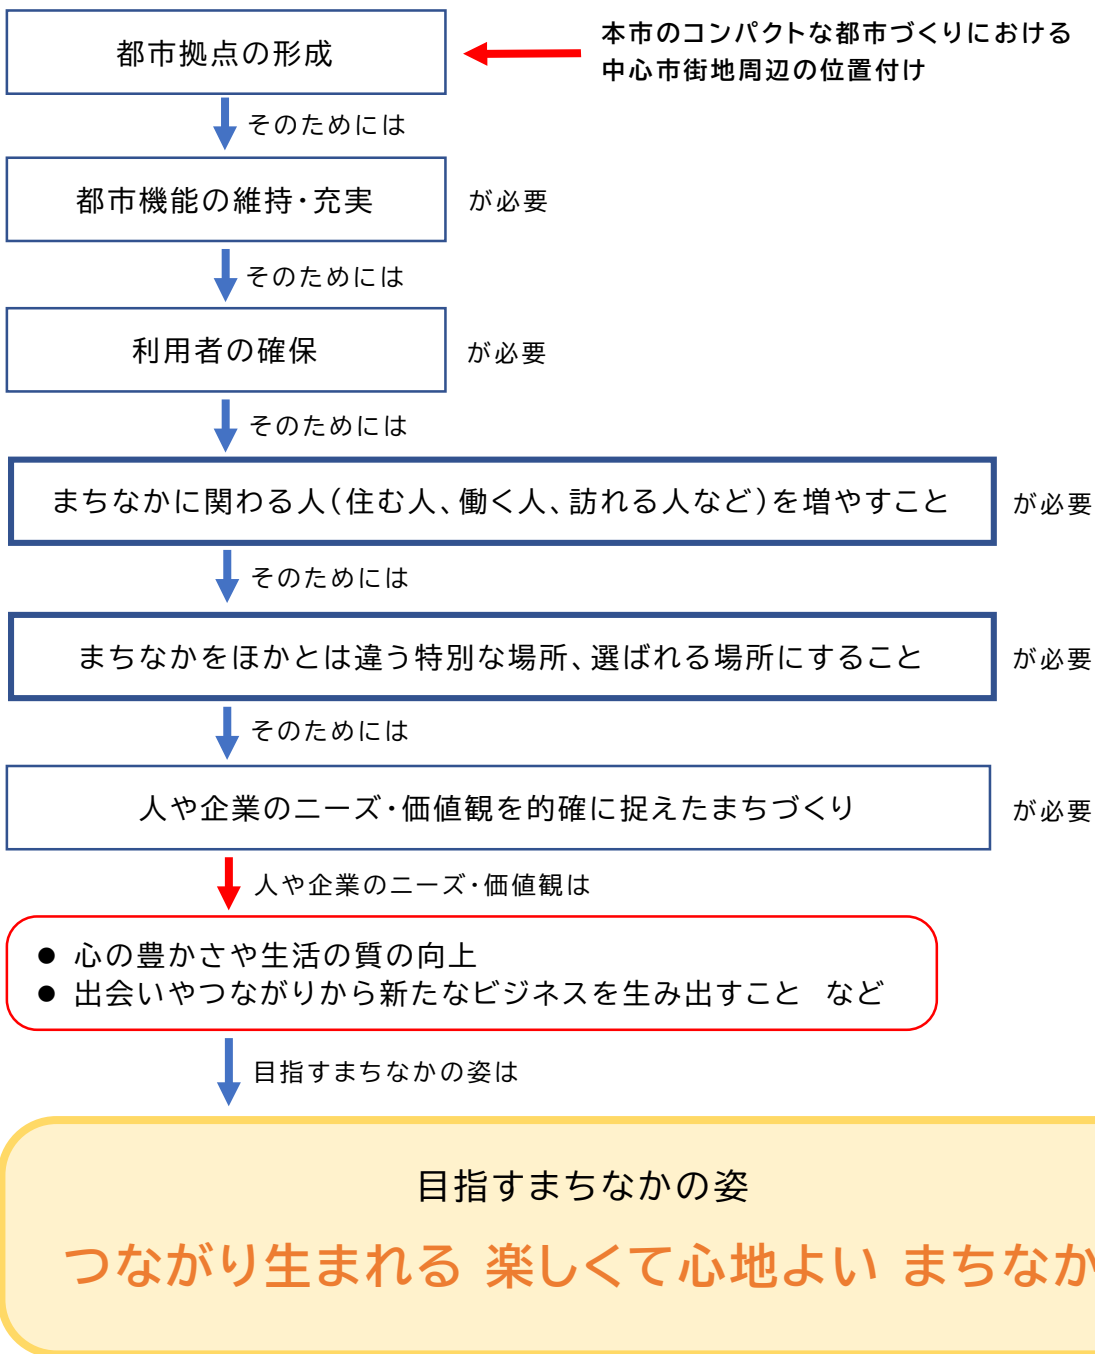 都市拠点の形成
本市のコンパクトな都市づくりにおける
中心市街地周辺の位置付け
そのためには
都市機能の維持・充実
が必要
そのためには
利用者の確保
が必要
そのためには
まちなかに関わる人(住む人、働く人、訪れる人など)を増やすこと
が必要
そのためには
まちなかをほかとは違う特別な場所、選ばれる場所にすること
が必要
そのためには
人や企業のニーズ・価値観を的確に捉えたまちづくり
が必要
人や企業のニーズ・価値観は
● 心の豊かさや生活の質の向上
● 出会いやつながりから新たなビジネスを生み出すこと など
目指すまちなかの姿は
目指すまちなかの姿
つながり生まれる 楽しくて心地よい まちなか